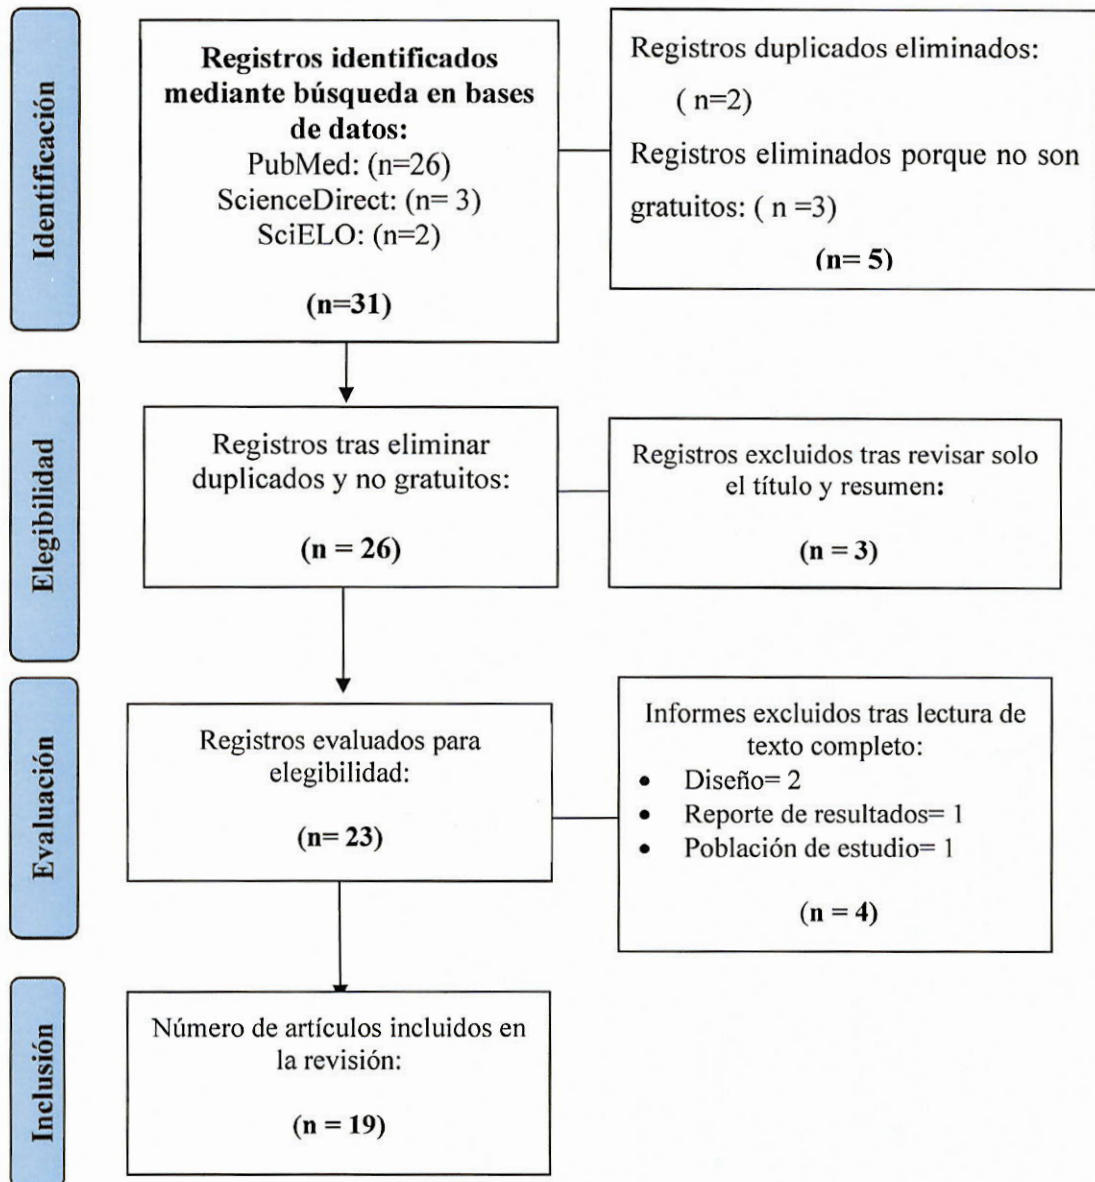 Identificación
Registros identificados
mediante búsqueda en bases
de datos:
PubMed: (n=26)
ScienceDirect: (n= 3)
SciELO: (n=2)
(n=31)
Registros duplicados eliminados:
( n=2)
Registros eliminados porque no son
gratuitos: ( n =3)
(n= 5)
Elegibilidad
Registros tras eliminar
duplicados y no gratuitos:
(n = 26)
Registros excluidos tras revisar solo
el título y resumen:
(n = 3)
Evaluación
Registros evaluados para
elegibilidad:
(n= 23)
Informes excluidos tras lectura de
texto completo:
• Diseño= 2
• Reporte de resultados= 1
• Población de estudio= 1
(n = 4)
Inclusión
Número de artículos incluidos en
la revisión:
(n = 19)